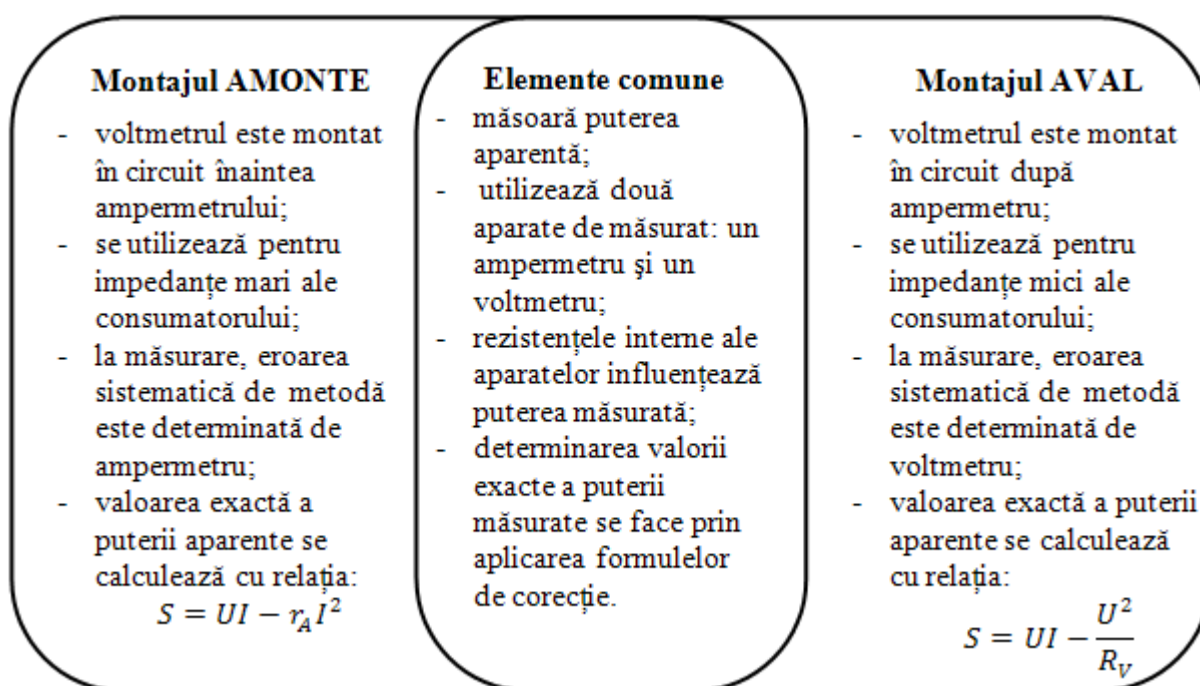 Montajul AMONTE
- voltmetrul este montat
în circuit înaintea
ampermetrului;
- se utilizează pentru
impedanțe mari ale
consumatorului;
- la măsurare, eroarea
sistematică de metodă
este determinată de
ampermetru;
- valoarea exactă a
puterii aparente se
calculează cu relația:
S = UI − r_A I²
Elemente comune
- măsoară puterea
aparentă;
- utilizează două
aparate de măsurat: un
ampermetru şi un
voltmetru;
- rezistențele interne ale
aparatelor influențează
puterea măsurată;
- determinarea valorii
exacte a puterii
măsurate se face prin
aplicarea formulelor
de corecție.
Montajul AVAL
- voltmetrul este montat
în circuit după
ampermetru;
- se utilizează pentru
impedanțe mici ale
consumatorului;
- la măsurare, eroarea
sistematică de metodă
este determinată de
voltmetru;
- valoarea exactă a puterii
aparente se calculează
cu relația:
S = UI − U²/R_V